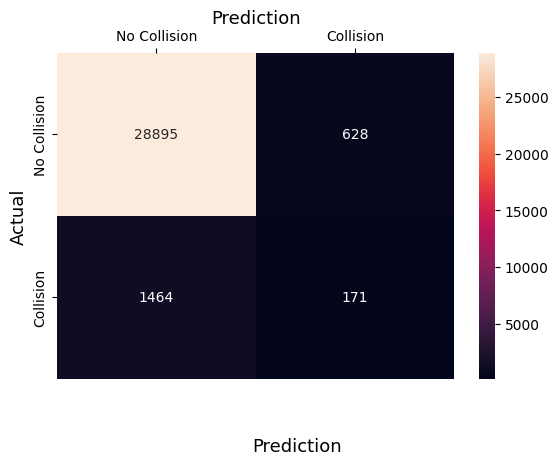 Prediction
No Collision Collision
Actual
No Collision
28895 628
Collision
1464 171
25000
20000
15000
10000
5000
Prediction